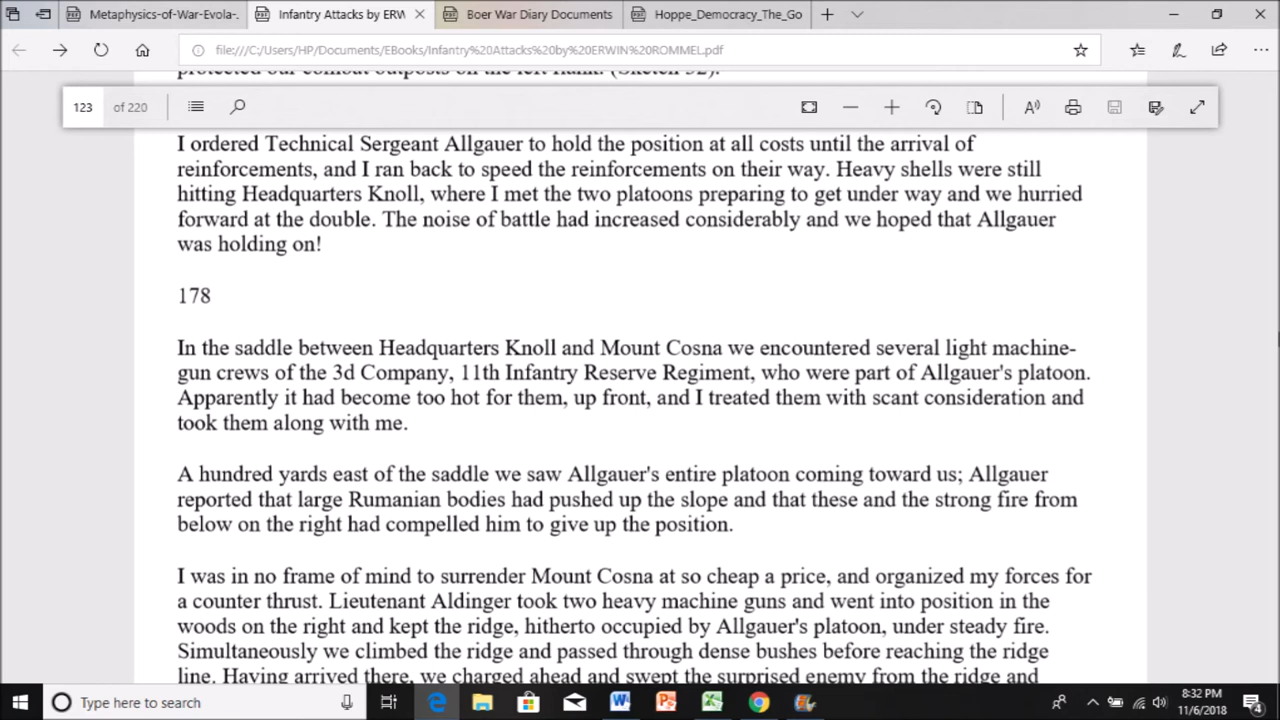 Metaphysics-of-War-Evola-.
Infantry Attacks by ERW
Boer War Diary Documents
Hoppe_Democracy_The_Go
file:///C:/Users/HP/Documents/EBooks/Infantry%20Attacks%20by%20ERWIN%20ROMMEL.pdf
protected our combat outposts on the left flank. (Sketch 32).
123 of 220
I ordered Technical Sergeant Allgauer to hold the position at all costs until the arrival of
reinforcements, and I ran back to speed the reinforcements on their way. Heavy shells were still
hitting Headquarters Knoll, where I met the two platoons preparing to get under way and we hurried
forward at the double. The noise of battle had increased considerably and we hoped that Allgauer
was holding on!
178
In the saddle between Headquarters Knoll and Mount Cosna we encountered several light machine-
gun crews of the 3d Company, 11th Infantry Reserve Regiment, who were part of Allgauer's platoon.
Apparently it had become too hot for them, up front, and I treated them with scant consideration and
took them along with me.
A hundred yards east of the saddle we saw Allgauer's entire platoon coming toward us; Allgauer
reported that large Rumanian bodies had pushed up the slope and that these and the strong fire from
below on the right had compelled him to give up the position.
I was in no frame of mind to surrender Mount Cosna at so cheap a price, and organized my forces for
a counter thrust. Lieutenant Aldinger took two heavy machine guns and went into position in the
woods on the right and kept the ridge, hitherto occupied by Allgauer's platoon, under steady fire.
Simultaneously we climbed the ridge and passed through dense bushes before reaching the ridge
line. Having arrived there, we charged ahead and swept the surprised enemy from the ridge and
Type here to search
8:32 PM
11/6/2018
4